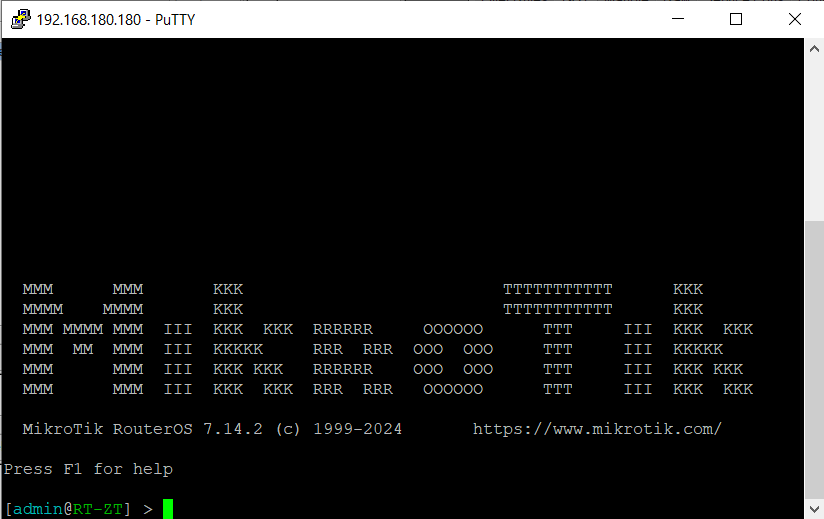 192.168.180.180 - PuTTY
  MMM      MMM       KKK                          TTTTTTTTTTT      KKK
  MMMM    MMMM       KKK                          TTTTTTTTTTT      KKK
  MMM MMMM MMM  III  KKK  KKK  RRRRRR     OOOOOO      TTT     III  KKK  KKK
  MMM  MM  MMM  III  KKKKK     RRR  RRR  OOO  OOO     TTT     III  KKKKK
  MMM      MMM  III  KKK KKK   RRRRRR    OOO  OOO     TTT     III  KKK KKK
  MMM      MMM  III  KKK  KKK  RRR  RRR   OOOOOO      TTT     III  KKK  KKK
  MikroTik RouterOS 7.14.2 (c) 1999-2024       https://www.mikrotik.com/
Press F1 for help
[admin@RT-ZT] >